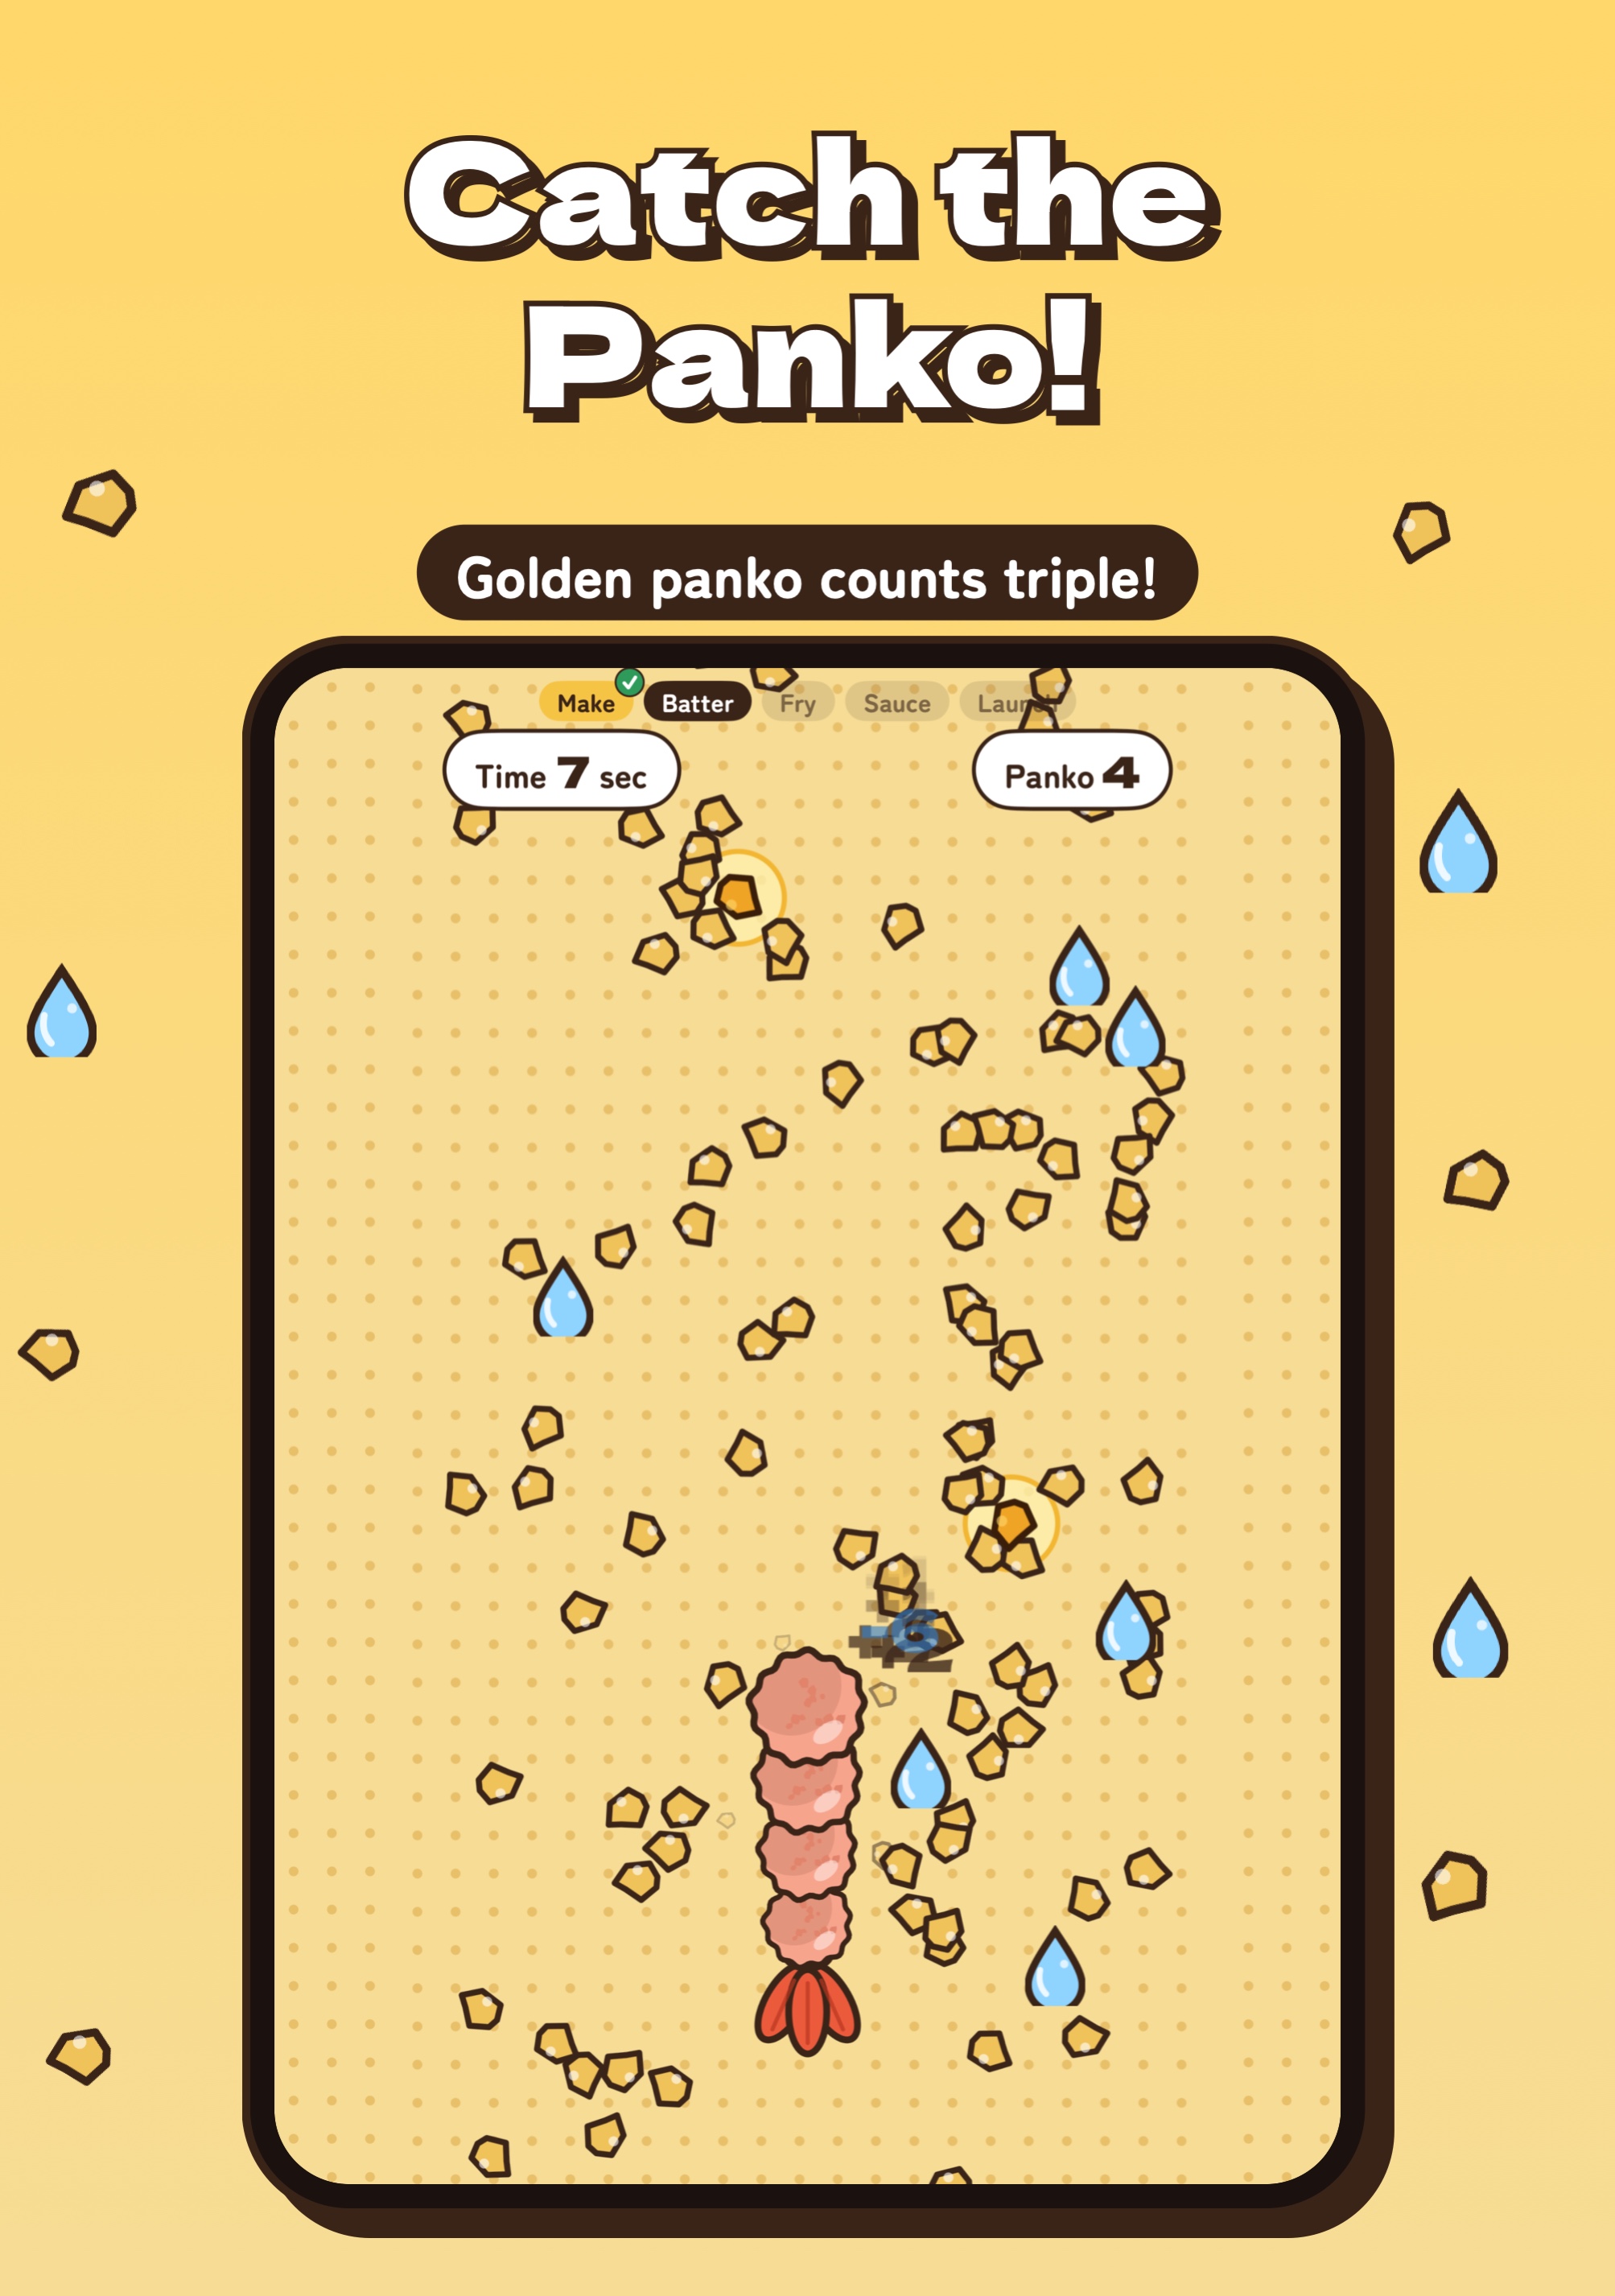 Catch the
Panko!
Golden panko counts triple!
Make Batter Fry Sauce
Time 7 sec
Panko 4